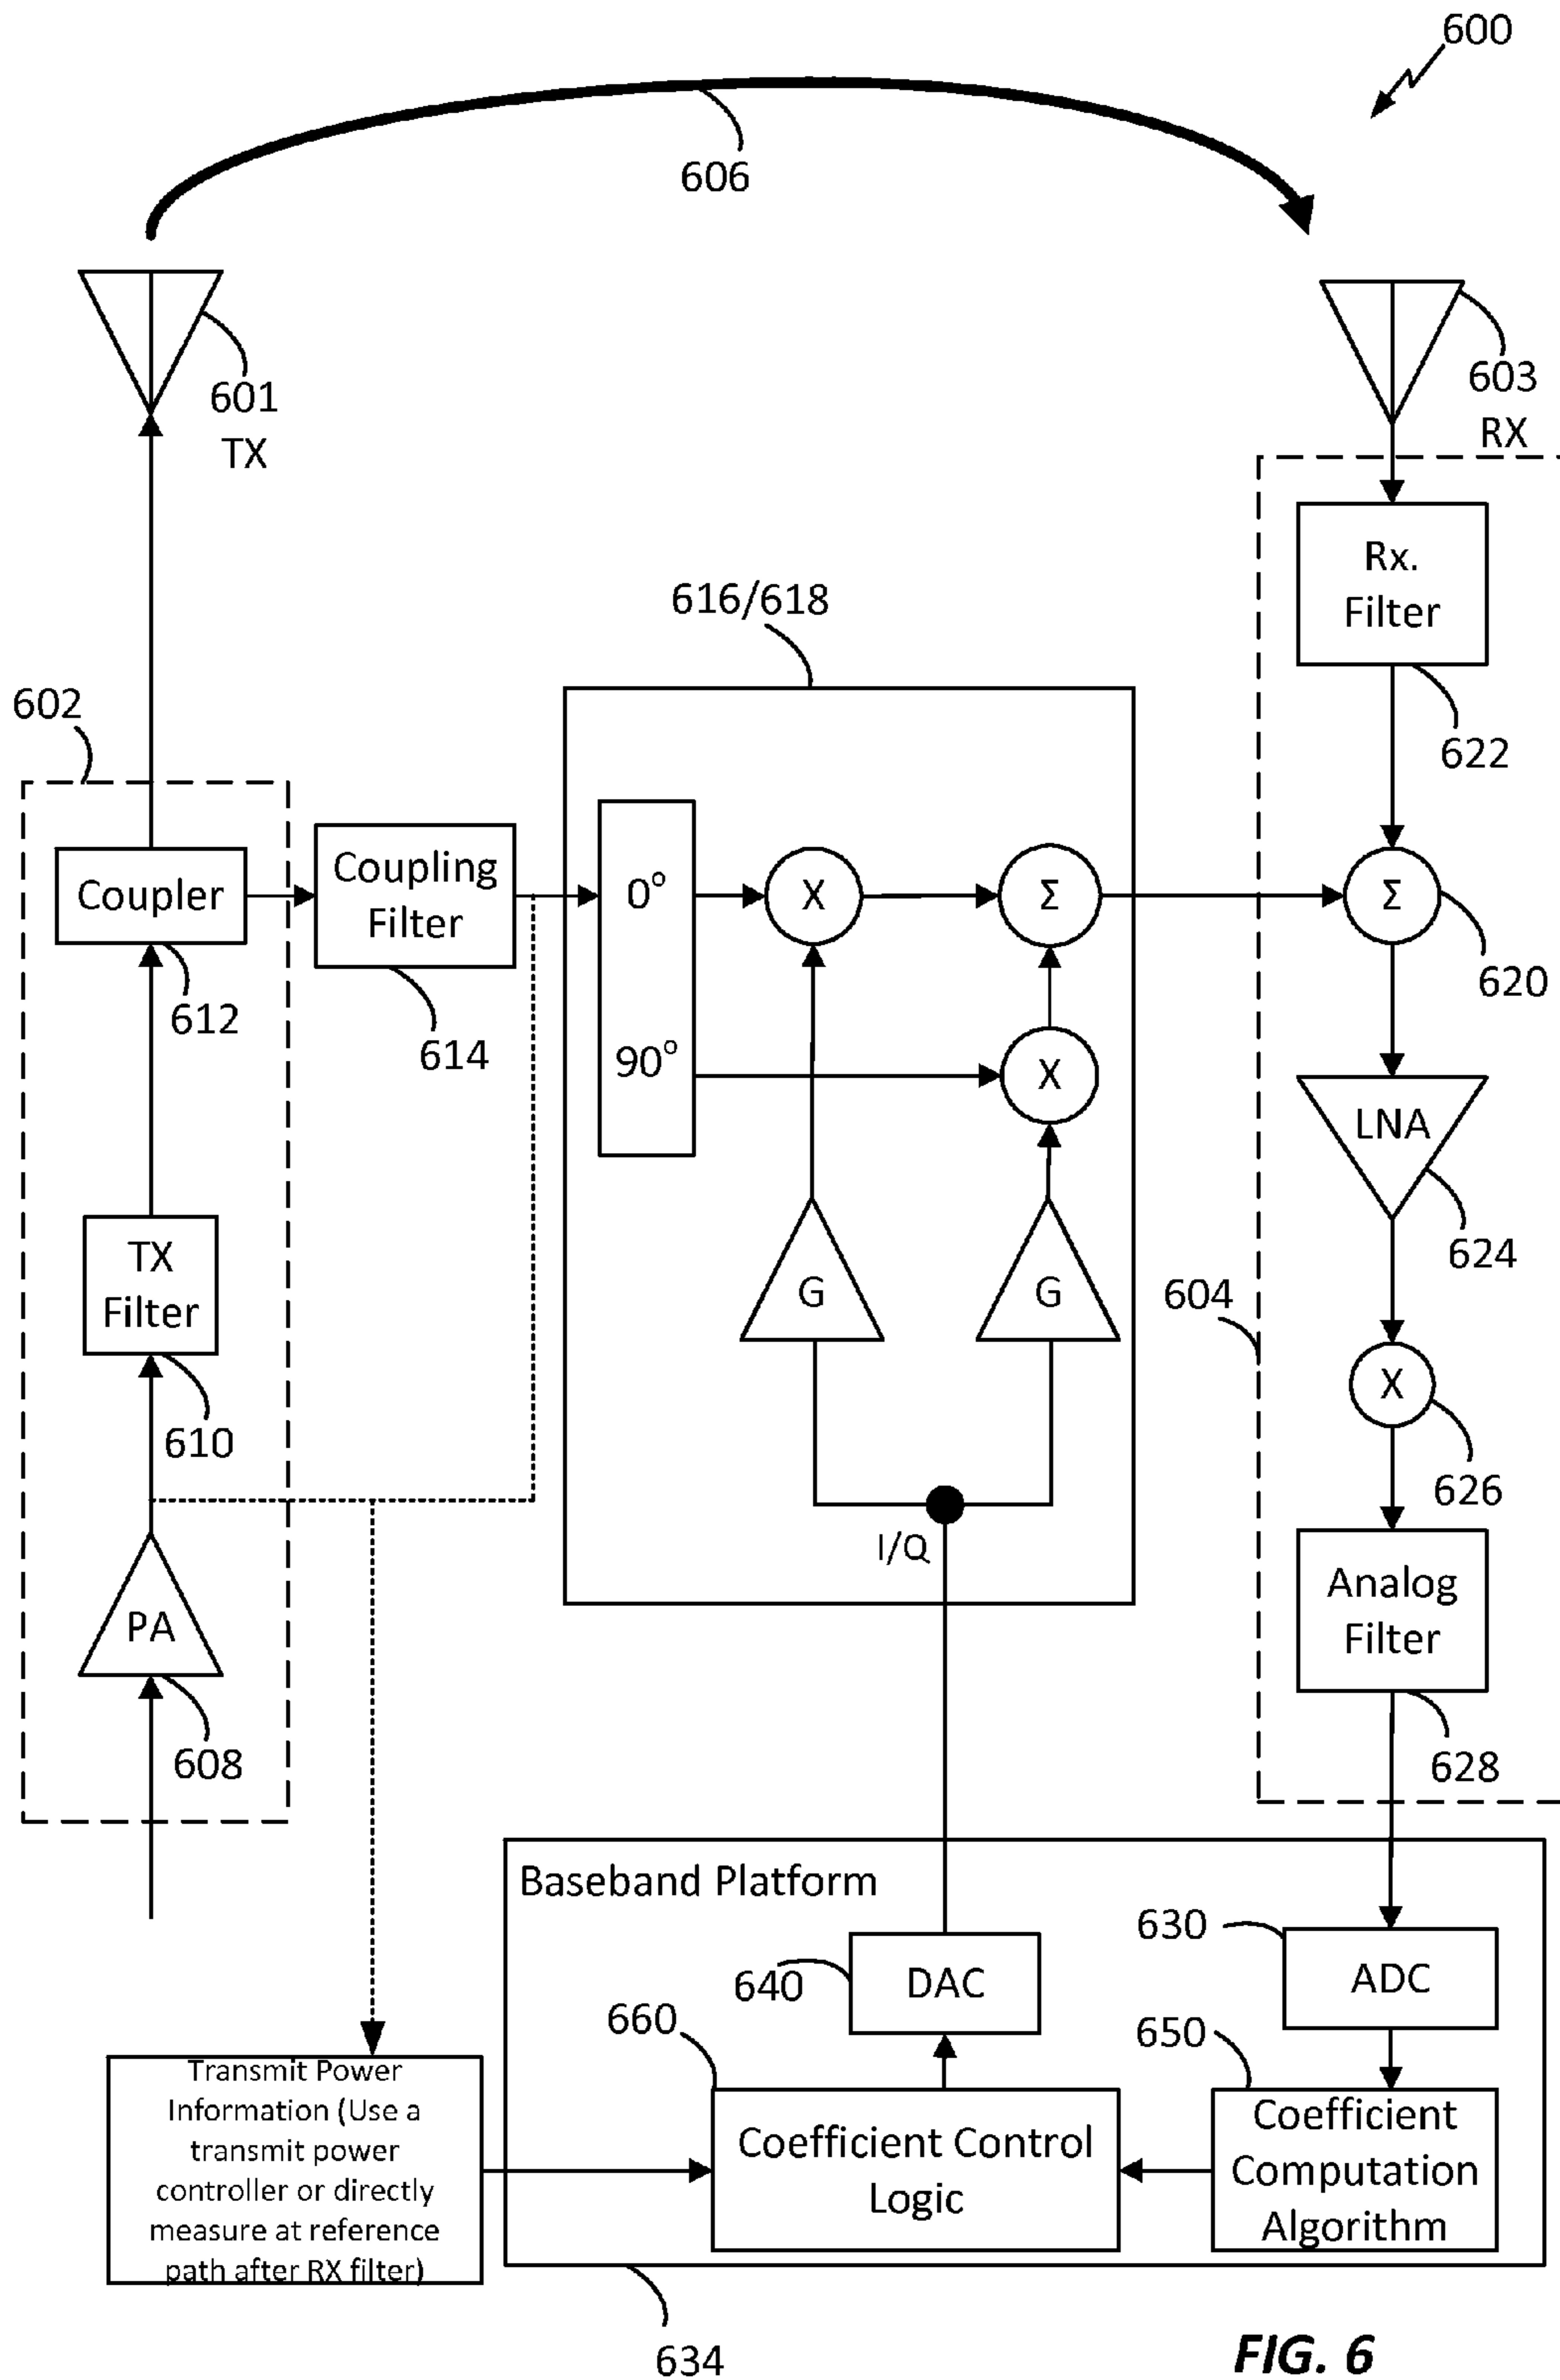 600
606
601
TX
603
RX
Rx.
Filter
622
616/618
602
Coupler
612
Coupling
Filter
614
0°
X
Σ
Σ
620
90°
X
LNA
624
TX
Filter
610
G
G
604
X
626
I/Q
PA
608
Analog
Filter
628
Baseband Platform
630
ADC
640
DAC
660
650
Transmit Power
Information (Use a
transmit power
controller or directly
measure at reference
path after RX filter)
Coefficient Control
Logic
Coefficient
Computation
Algorithm
634
FIG. 6